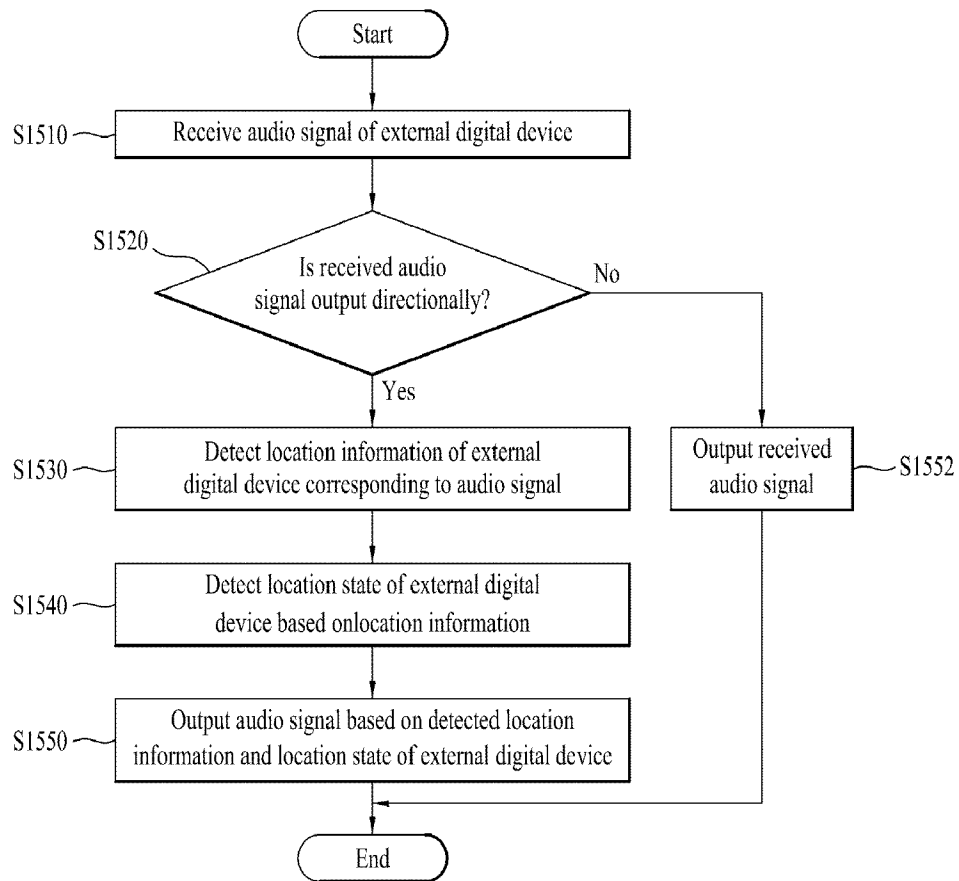 Start
S1510
Receive audio signal of external digital device
S1520
Is received audio
signal output directionally?
No
Yes
S1530
Detect location information of external
digital device corresponding to audio signal
Output received
audio signal
S1552
S1540
Detect location state of external digital
device based onlocation information
S1550
Output audio signal based on detected location
information and location state of external digital device
End